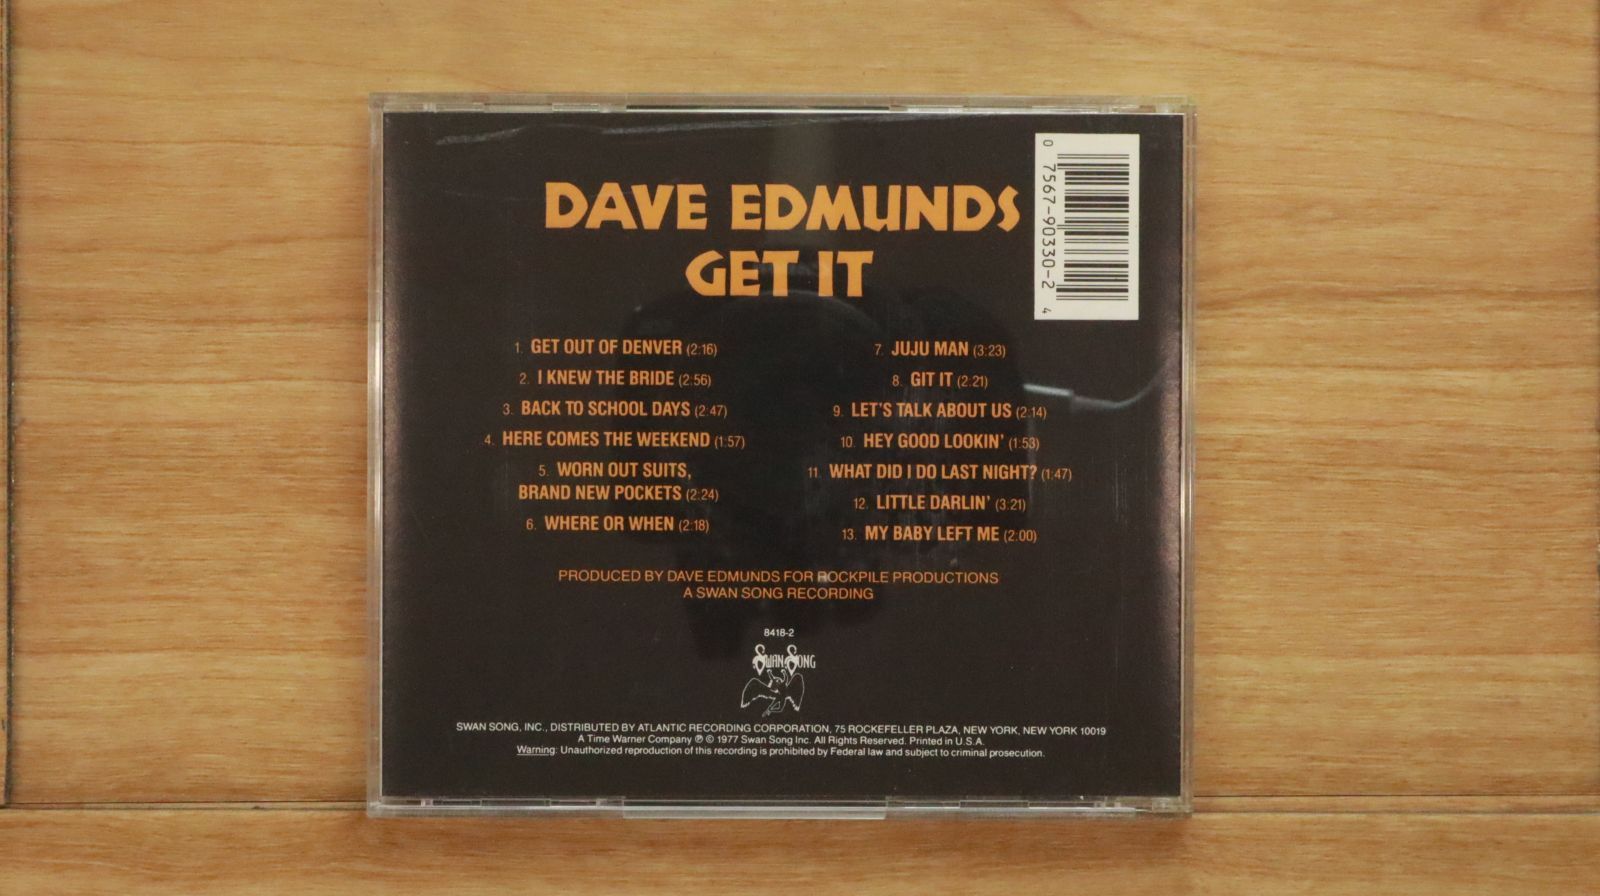 DAVE EDMUNDS
GET IT
0 7567-90330-2 4
1. GET OUT OF DENVER (2:16)
2. I KNEW THE BRIDE (2:56)
3. BACK TO SCHOOL DAYS (2:47)
4. HERE COMES THE WEEKEND (1:57)
5. WORN OUT SUITS,
BRAND NEW POCKETS (2:24)
6. WHERE OR WHEN (2:18)
7. JUJU MAN (3:23)
8. GIT IT (2:21)
9. LET'S TALK ABOUT US (2:14)
10. HEY GOOD LOOKIN' (1:53)
11. WHAT DID I DO LAST NIGHT? (1:47)
12. LITTLE DARLIN' (3:21)
13. MY BABY LEFT ME (2:00)
PRODUCED BY DAVE EDMUNDS FOR ROCKPILE PRODUCTIONS
A SWAN SONG RECORDING
8418-2
SWAN SONG
SWAN SONG, INC., DISTRIBUTED BY ATLANTIC RECORDING CORPORATION, 75 ROCKEFELLER PLAZA, NEW YORK, NEW YORK 10019
A Time Warner Company ℗ © 1977 Swan Song Inc. All Rights Reserved. Printed in U.S.A.
Warning: Unauthorized reproduction of this recording is prohibited by Federal law and subject to criminal prosecution.